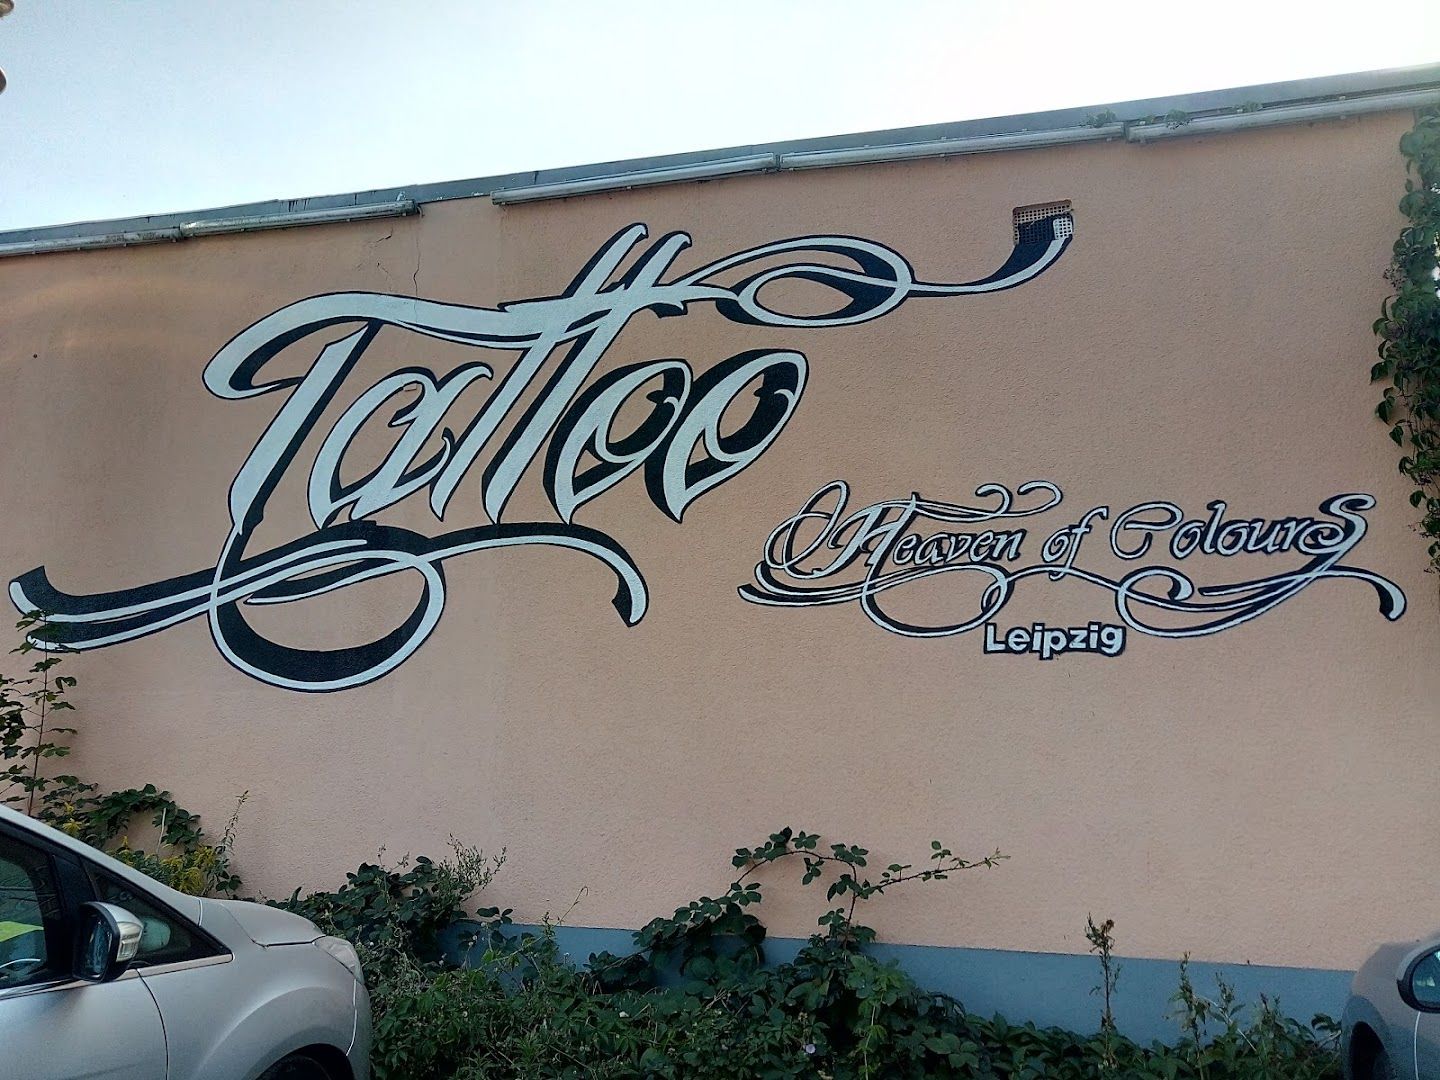 Tattoo
Heaven of Colours
Leipzig